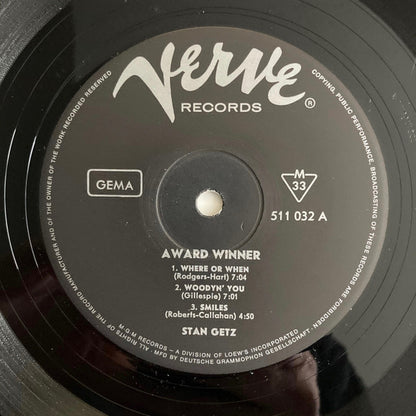 Verve
RECORDS
®
GEMA
M
33
511 032 A
AWARD WINNER
1. WHERE OR WHEN
(Rodgers-Hart) 7:04
2. WOODYN' YOU
(Gillespie) 7:01
3. SMILES
(Roberts-Callahan) 4:50
STAN GETZ
M.G.M RECORDS - A DIVISION OF LOEW'S INCORPORATED
MFD BY DEUTSCHE GRAMMOPHON GESELLSCHAFT -
ALL RIGHTS OF THE RECORD MANUFACTURER AND OF THE OWNER OF THE WORK RECORDED RESERVED
COPYING, PUBLIC PERFORMANCE, BROADCASTING OF THESE RECORDS ARE FORBIDDEN